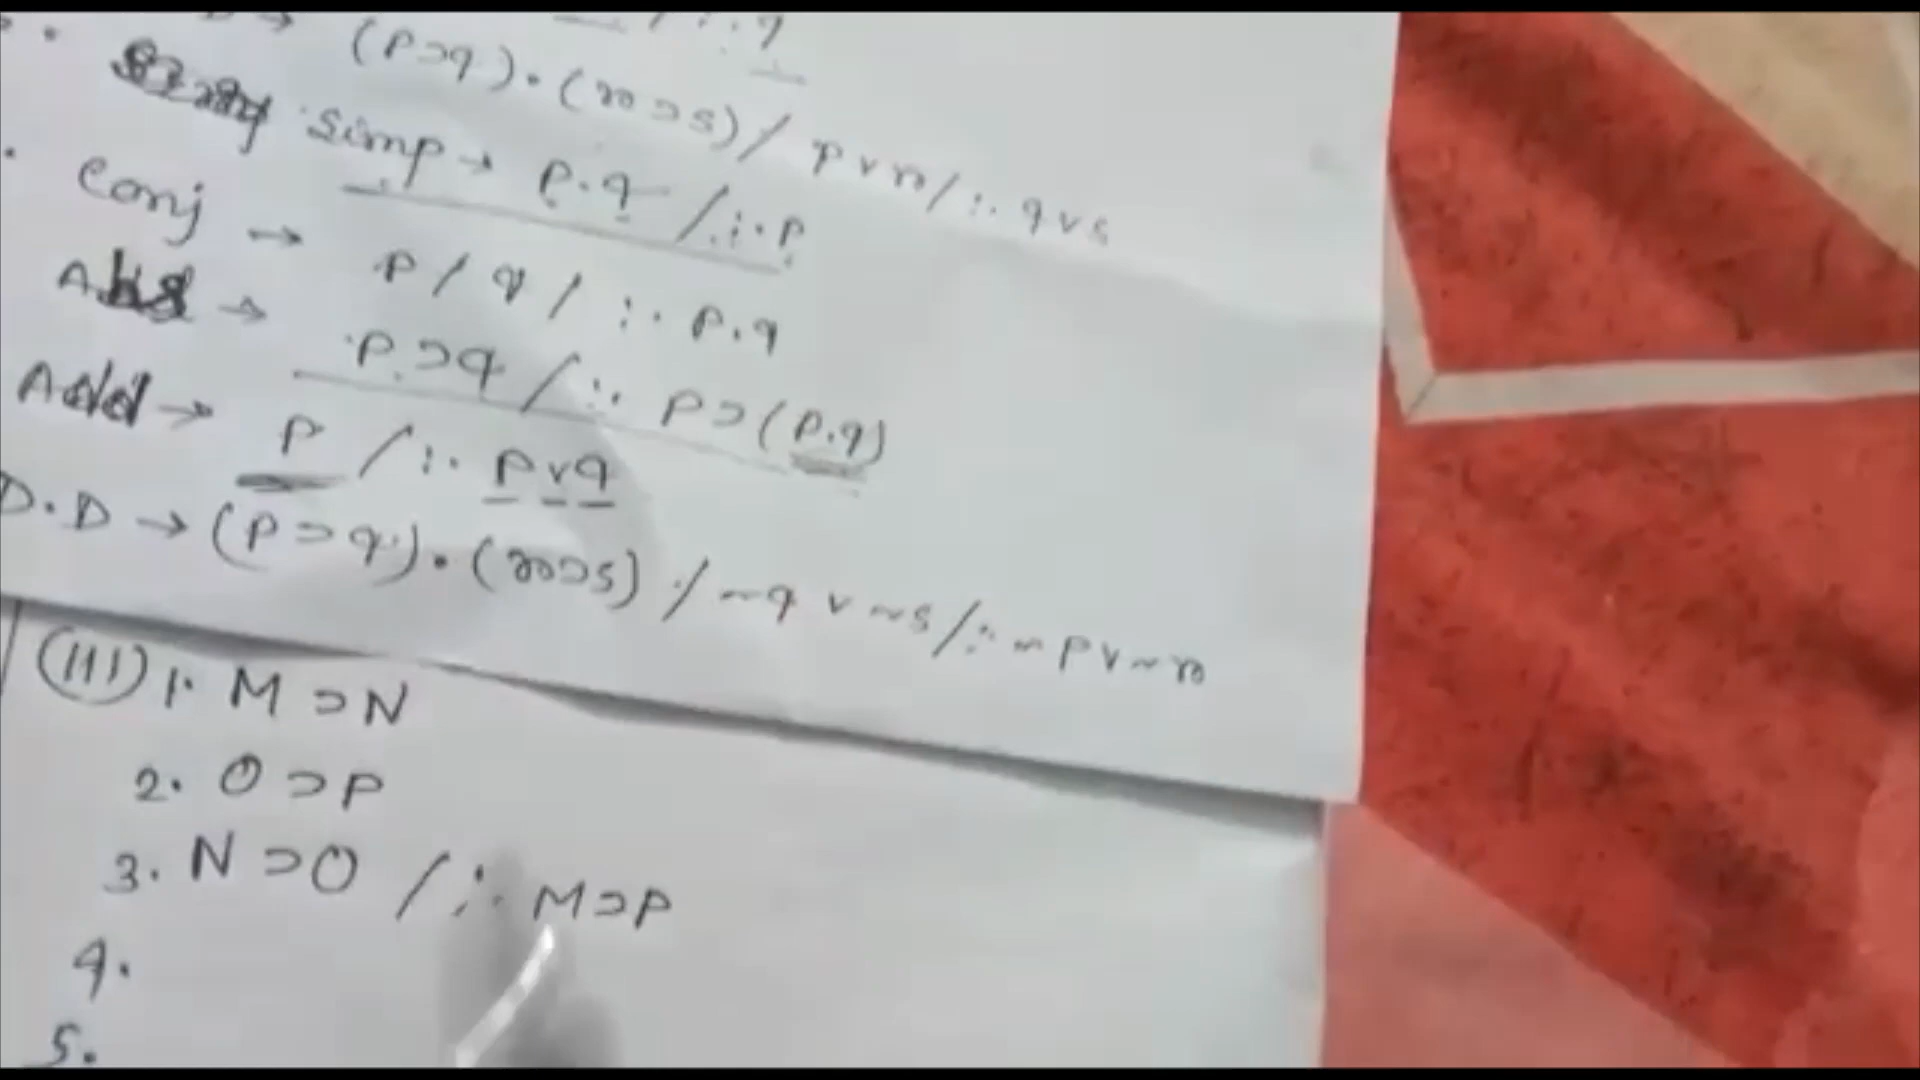 ∴ q
D → (p⊃q)·(r⊃s)/ p∨r/∴ q∨s
Simp → p·q /∴ p
Conj → p / q / ∴ p·q
Abs → p⊃q /∴ p⊃(p·q)
Add → p /∴ p∨q
D.D → (p⊃q)·(r⊃s) / ~q ∨ ~s/∴ ~p∨~r
(III) 1. M⊃N
2. O⊃P
3. N⊃O /∴ M⊃P
4.
5.